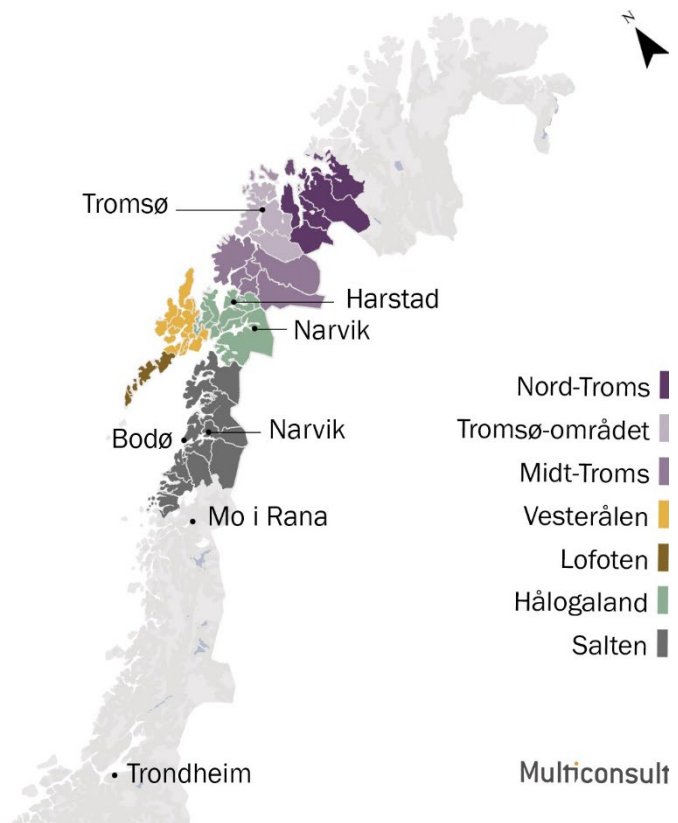 N
Tromsø
Harstad
Narvik
Bodø
Narvik
Mo i Rana
Trondheim
Nord-Troms
Tromsø-området
Midt-Troms
Vesterålen
Lofoten
Hålogaland
Salten
Multiconsult